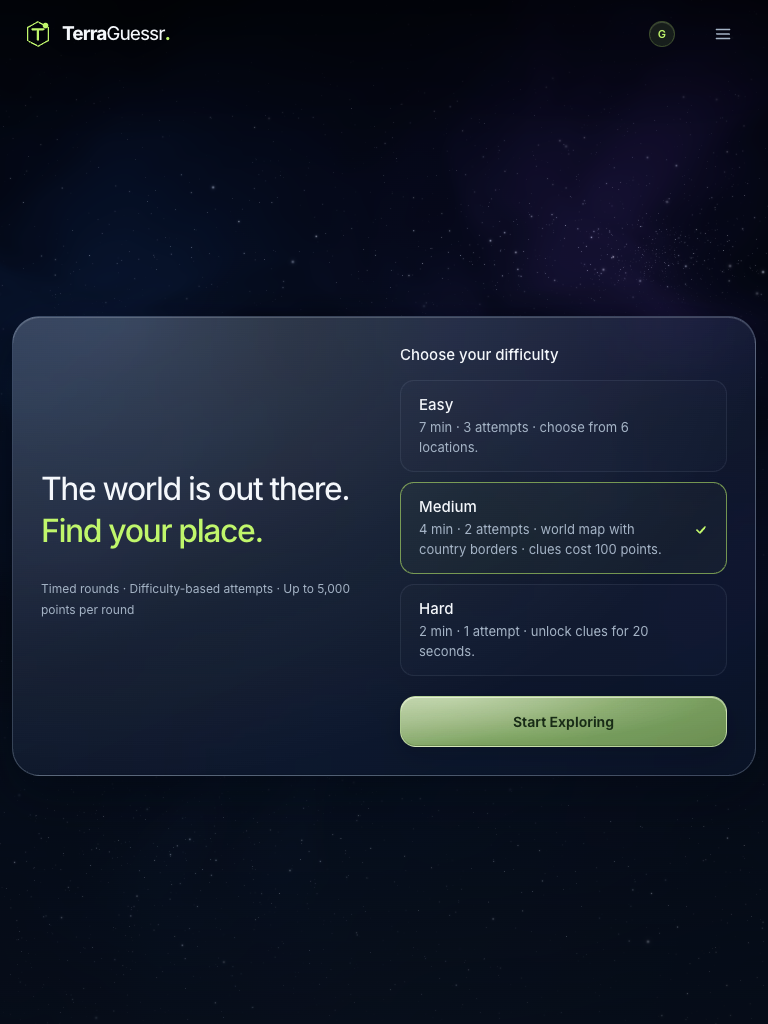 TerraGuessr.
G
The world is out there.
Find your place.
Timed rounds · Difficulty-based attempts · Up to 5,000
points per round
Choose your difficulty
Easy
7 min · 3 attempts · choose from 6
locations.
Medium
4 min · 2 attempts · world map with
country borders · clues cost 100 points.
Hard
2 min · 1 attempt · unlock clues for 20
seconds.
Start Exploring